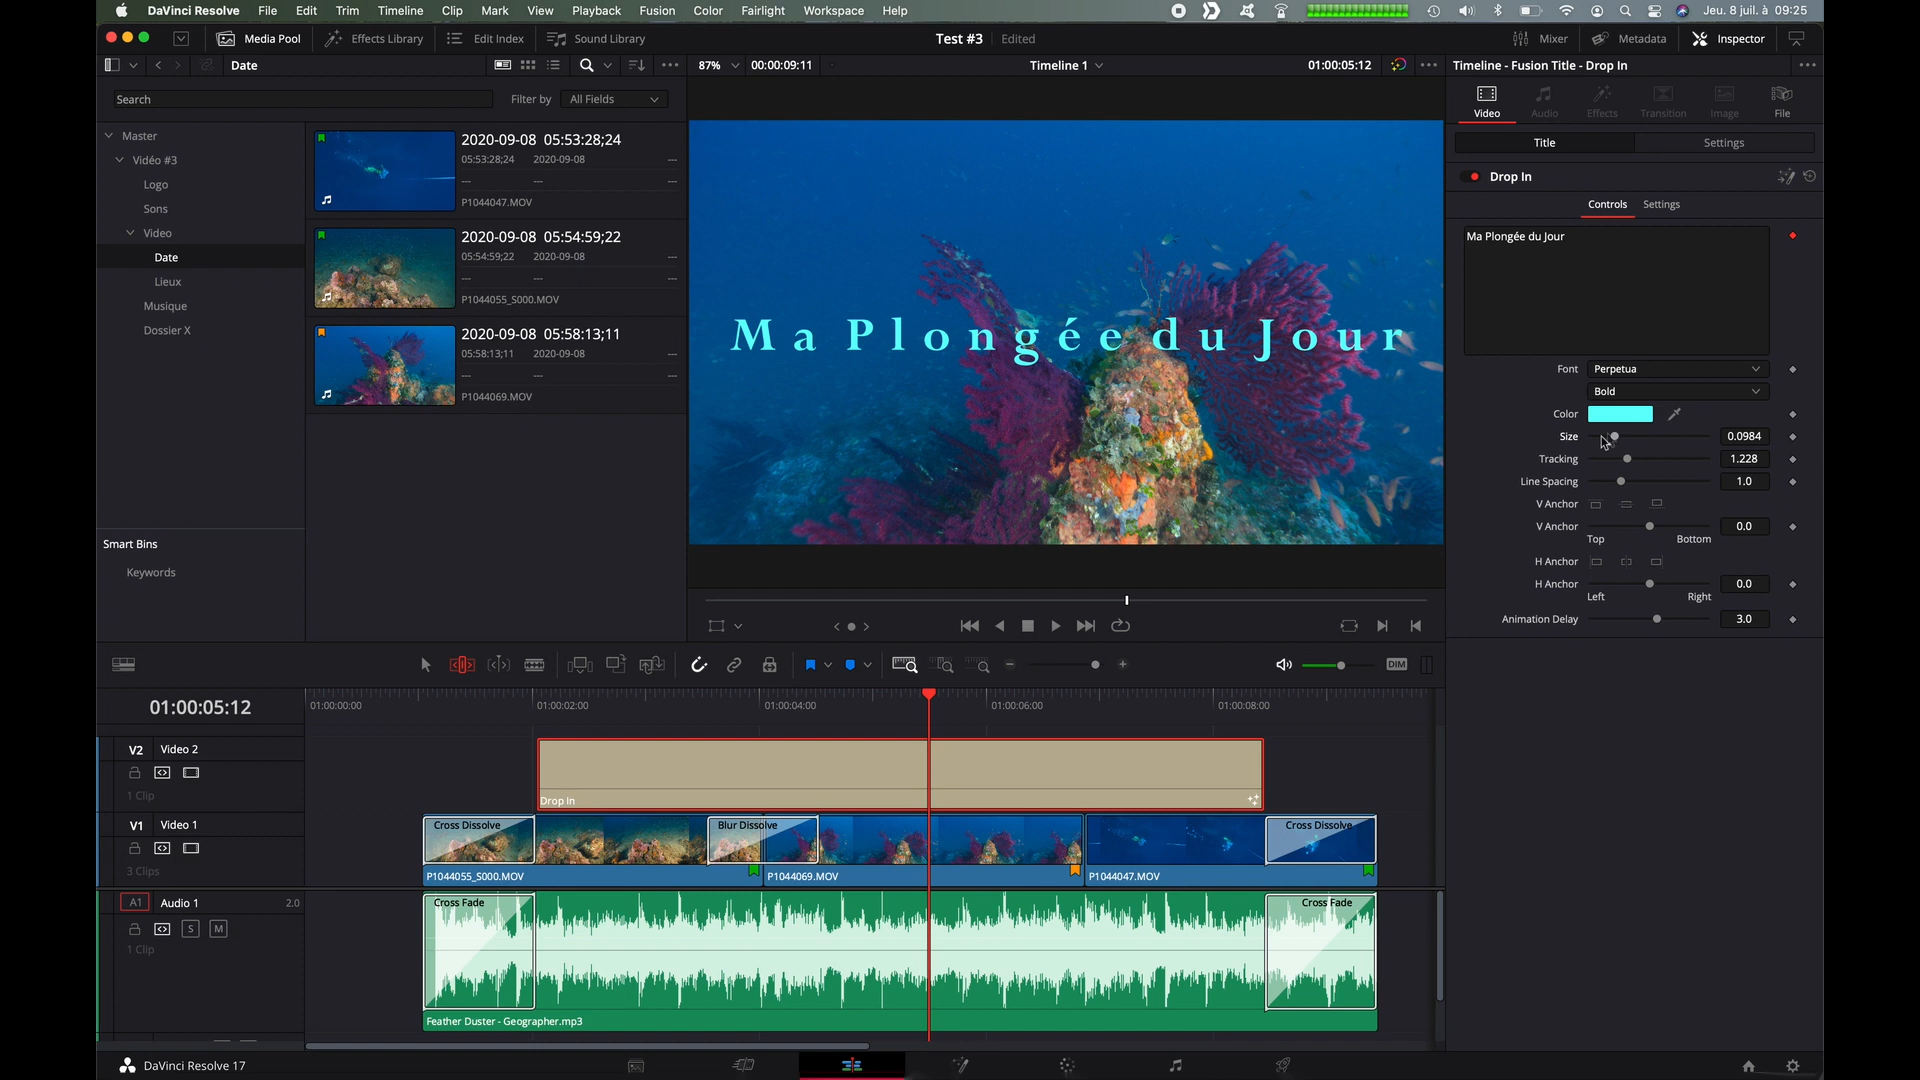 DaVinci Resolve File Edit Trim Timeline Clip Mark View Playback Fusion Color Fairlight Workspace Help Jeu. 8 juil. à 09:25
Media Pool Effects Library Edit Index Sound Library Test #3 Edited Mixer Metadata Inspector
Date 87% 00:00:09:11 Timeline 1 01:00:05:12 Timeline - Fusion Title - Drop In
Search Filter by All Fields
Video Audio Effects Transition Image File
Title Settings
Drop In
Controls Settings
Ma Plongée du Jour
Font Perpetua
Bold
Color
Size 0.0984
Tracking 1.228
Line Spacing 1.0
V Anchor
V Anchor 0.0
Top Bottom
H Anchor
H Anchor 0.0
Left Right
Animation Delay 3.0
Master
Vidéo #3
Logo
Sons
Video
Date
Lieux
Musique
Dossier X
Smart Bins
Keywords
2020-09-08 05:53:28;24
05:53:28;24 2020-09-08 ---
--- --- ---
P1044047.MOV
2020-09-08 05:54:59;22
05:54:59;22 2020-09-08 ---
--- --- ---
P1044055_S000.MOV
2020-09-08 05:58:13;11
05:58:13;11 2020-09-08 ---
--- --- ---
P1044069.MOV
Ma Plongée du Jour
DIM
01:00:05:12 01:00:00:00 01:00:02:00 01:00:04:00 01:00:06:00 01:00:08:00
V2 Video 2
1 Clip
Drop In
V1 Video 1
3 Clips
Cross Dissolve Blur Dissolve Cross Dissolve
P1044055_S000.MOV P1044069.MOV P1044047.MOV
A1 Audio 1 2.0
S M
1 Clip
Cross Fade Cross Fade
Feather Duster - Geographer.mp3
DaVinci Resolve 17